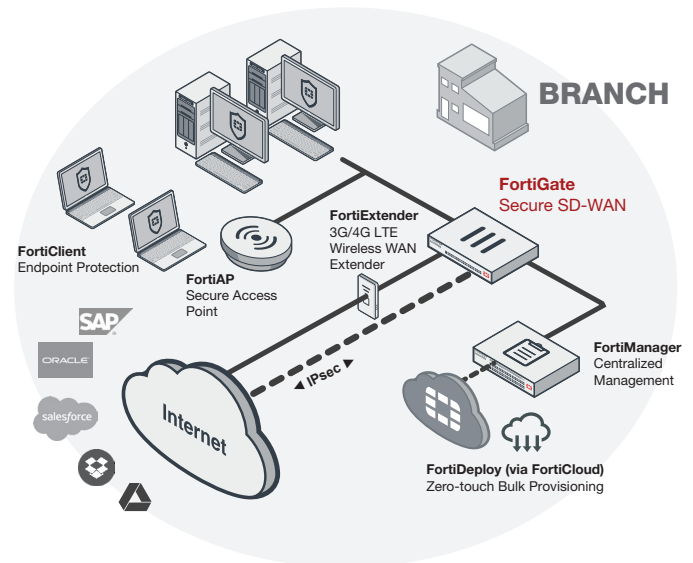 BRANCH
FortiGate
Secure SD-WAN
FortiExtender
3G/4G LTE
Wireless WAN
Extender
FortiClient
Endpoint Protection
FortiAP
Secure Access
Point
SAP
ORACLE
salesforce
Internet
◄ IPsec ►
FortiManager
Centralized
Management
FortiDeploy (via FortiCloud)
Zero-touch Bulk Provisioning